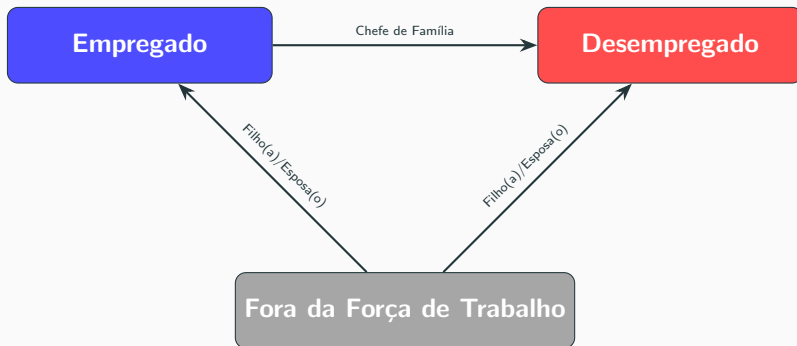 Empregado
Chefe de Família
Desempregado
Filho(a)/Esposa(o)
Filho(a)/Esposa(o)
Fora da Força de Trabalho